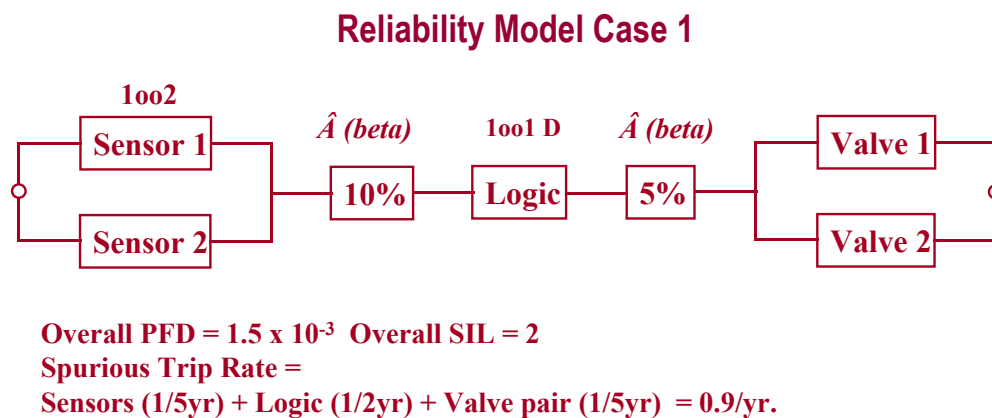 Reliability Model Case 1
1oo2
Â (beta)
1oo1 D
Â (beta)
Sensor 1
Valve 1
10%
Logic
5%
Sensor 2
Valve 2
Overall PFD = 1.5 x 10⁻³ Overall SIL = 2
Spurious Trip Rate =
Sensors (1/5yr) + Logic (1/2yr) + Valve pair (1/5yr) = 0.9/yr.